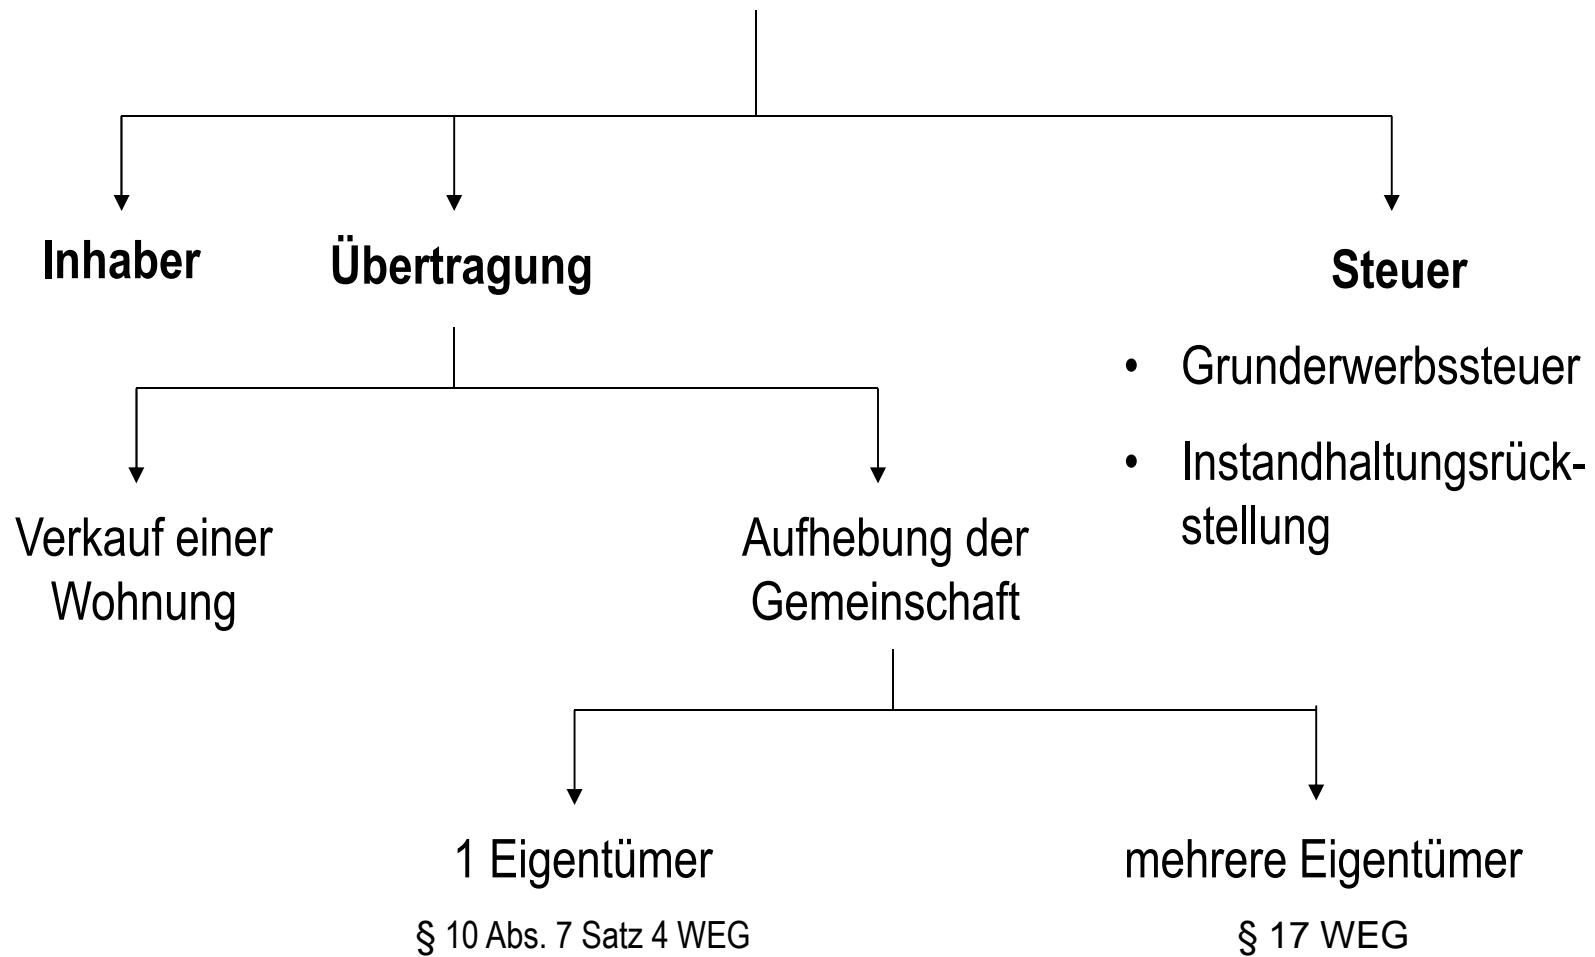 Inhaber
Übertragung
Steuer
• Grunderwerbssteuer
• Instandhaltungsrück-
stellung
Verkauf einer
Wohnung
Aufhebung der
Gemeinschaft
1 Eigentümer
§ 10 Abs. 7 Satz 4 WEG
mehrere Eigentümer
§ 17 WEG